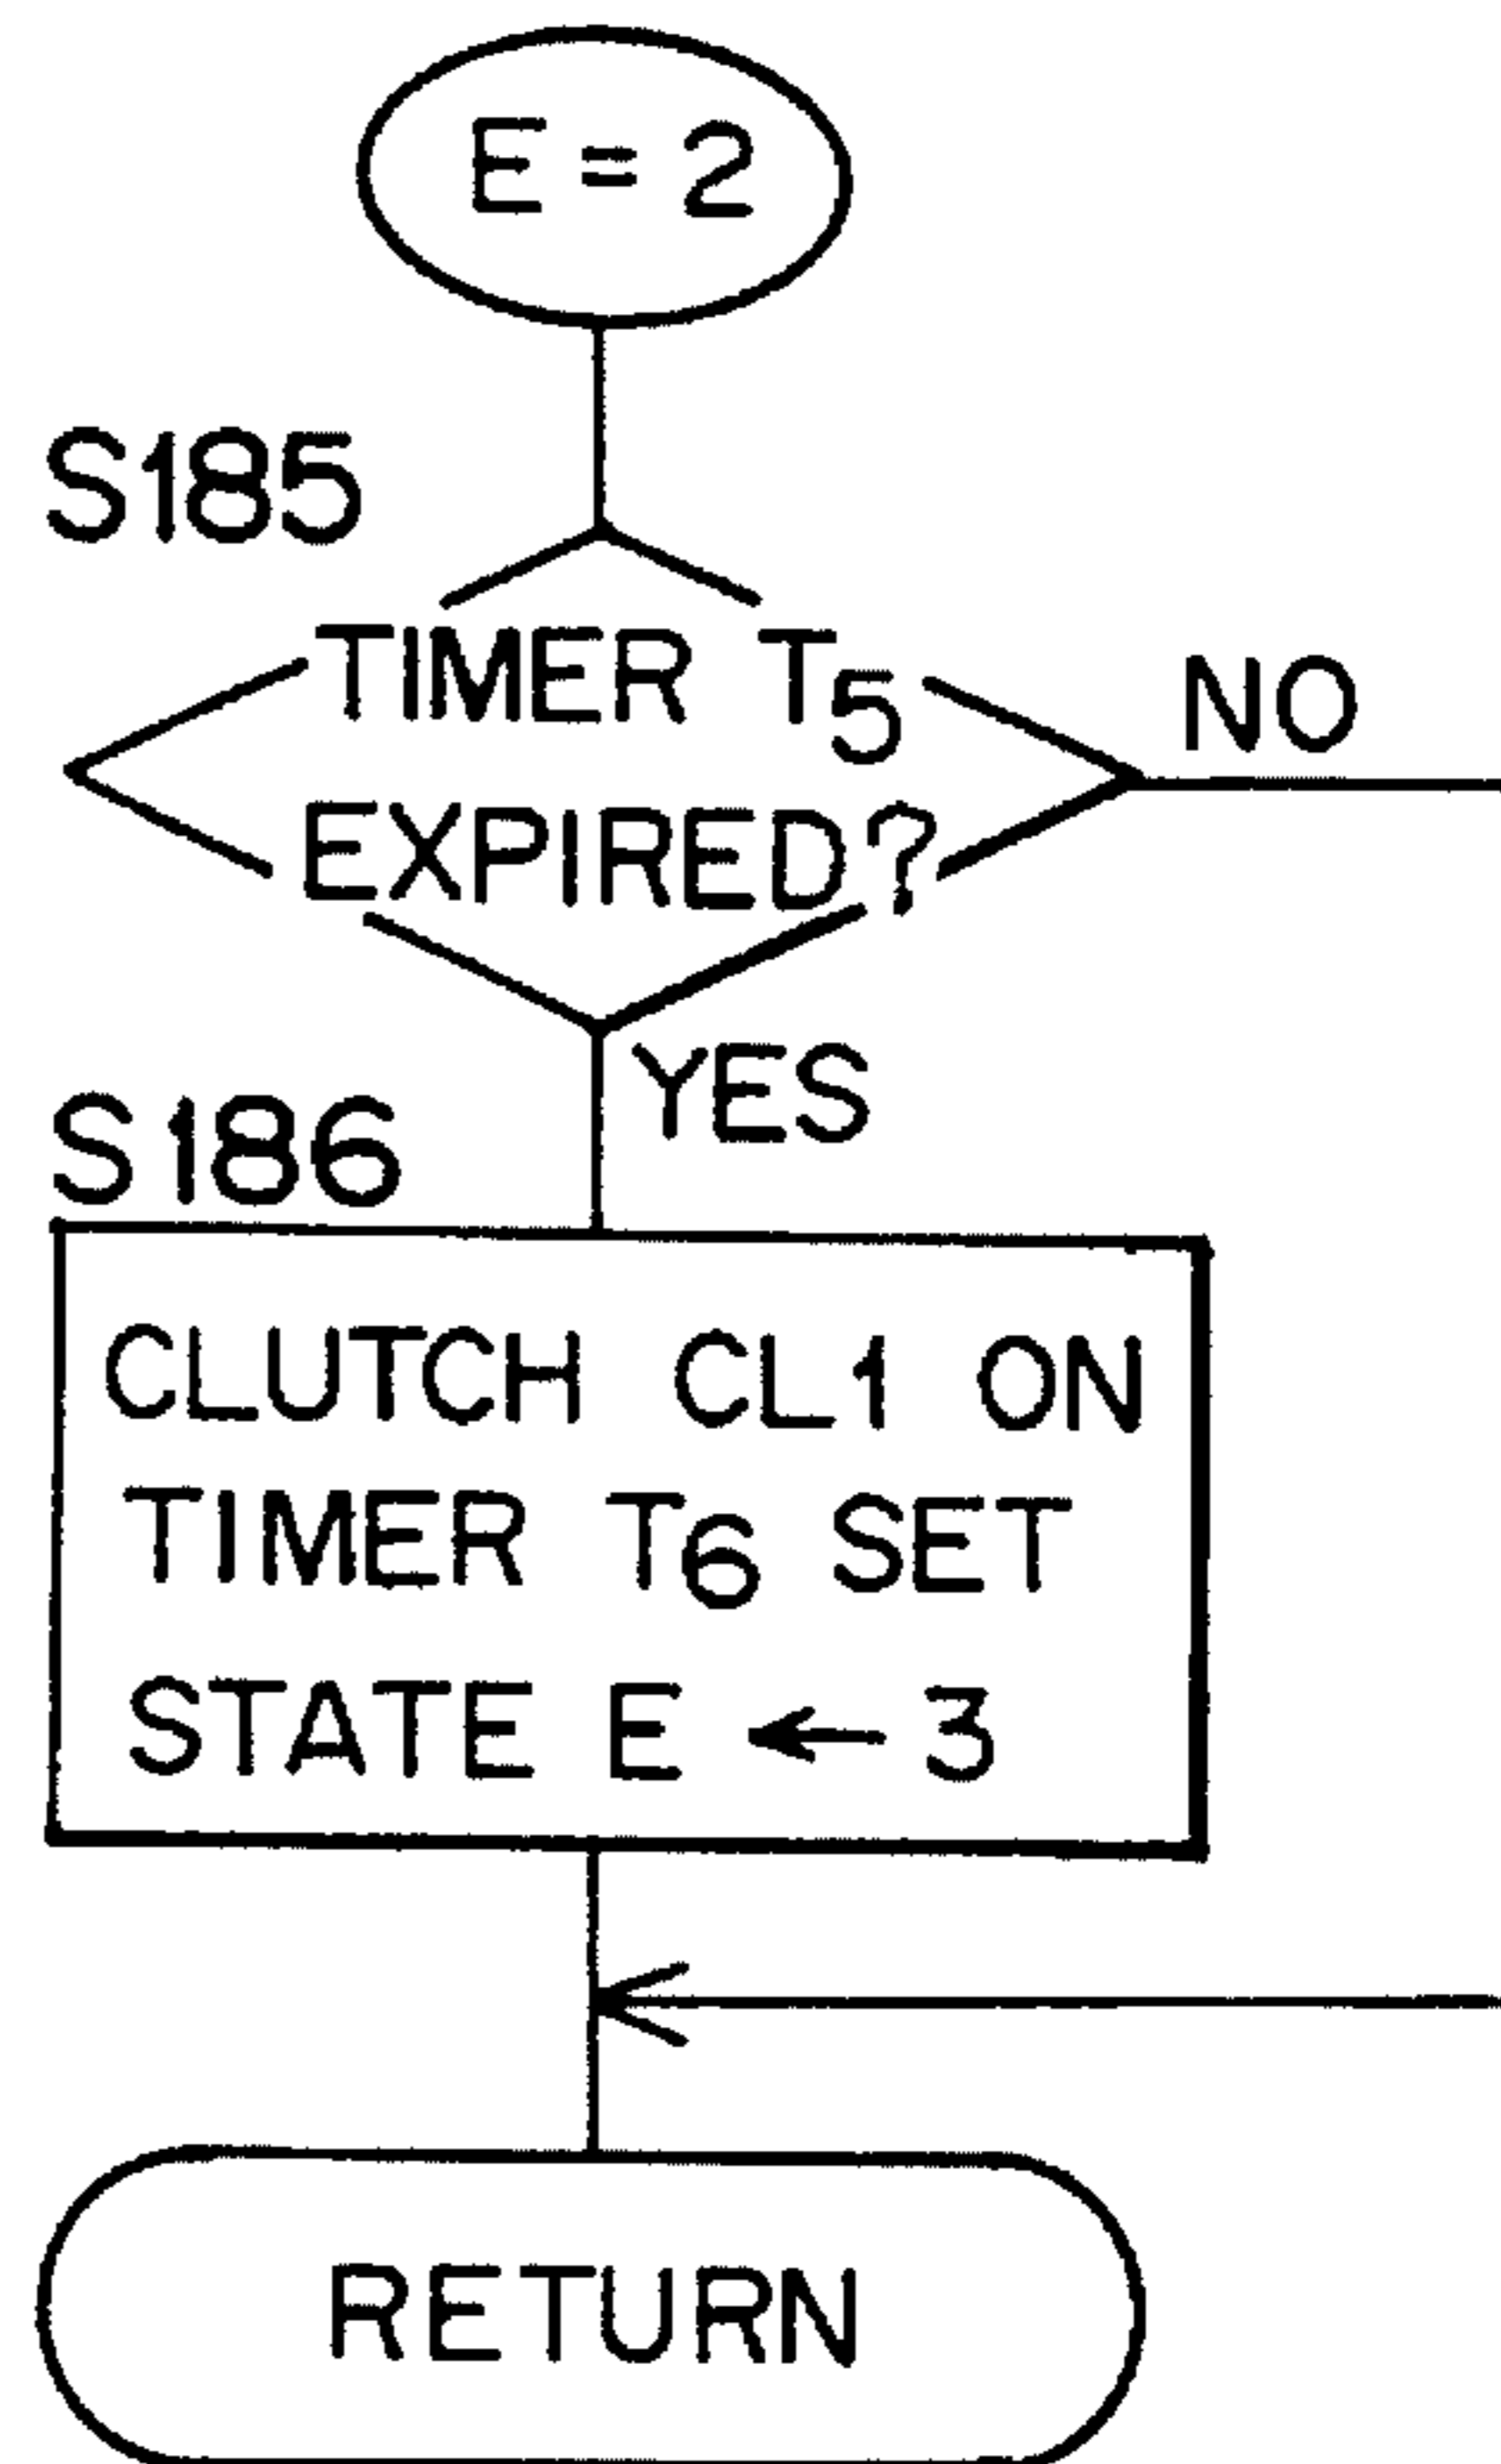 E = 2
S185
TIMER T5
EXPIRED?
NO
YES
S186
CLUTCH CL1 ON
TIMER T6 SET
STATE E ← 3
RETURN